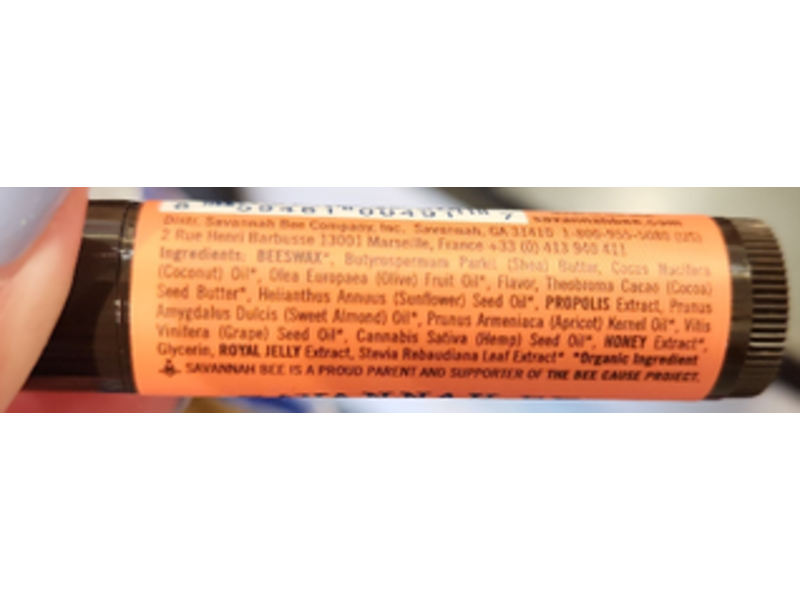 savannahbee.com
Distr. Savannah Bee Company, Inc. Savannah, GA 31410 1-800-955-5080 (US)
2 Rue Henri Barbusse 13001 Marseille, France +33 (0) 413 940 411
Ingredients: BEESWAX*, Butyrospermum Parkii (Shea) Butter, Cocos Nucifera
(Coconut) Oil*, Olea Europaea (Olive) Fruit Oil*, Flavor, Theobroma Cacao (Cocoa)
Seed Butter*, Helianthus Annuus (Sunflower) Seed Oil*, PROPOLIS Extract, Prunus
Amygdalus Dulcis (Sweet Almond) Oil*, Prunus Armeniaca (Apricot) Kernel Oil*, Vitis
Vinifera (Grape) Seed Oil*, Cannabis Sativa (Hemp) Seed Oil*, HONEY Extract*,
Glycerin, ROYAL JELLY Extract, Stevia Rebaudiana Leaf Extract* *Organic Ingredient
SAVANNAH BEE IS A PROUD PARENT AND SUPPORTER OF THE BEE CAUSE PROJECT.